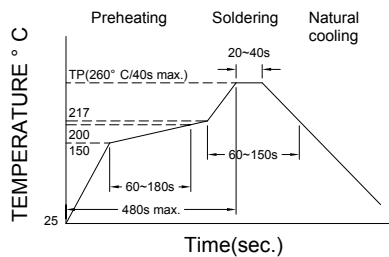 Preheating Soldering Natural
cooling
20~40s
TP(260° C/40s max.)
217
200
150
60~150s
60~180s
480s max.
25
TEMPERATURE ° C
Time(sec.)